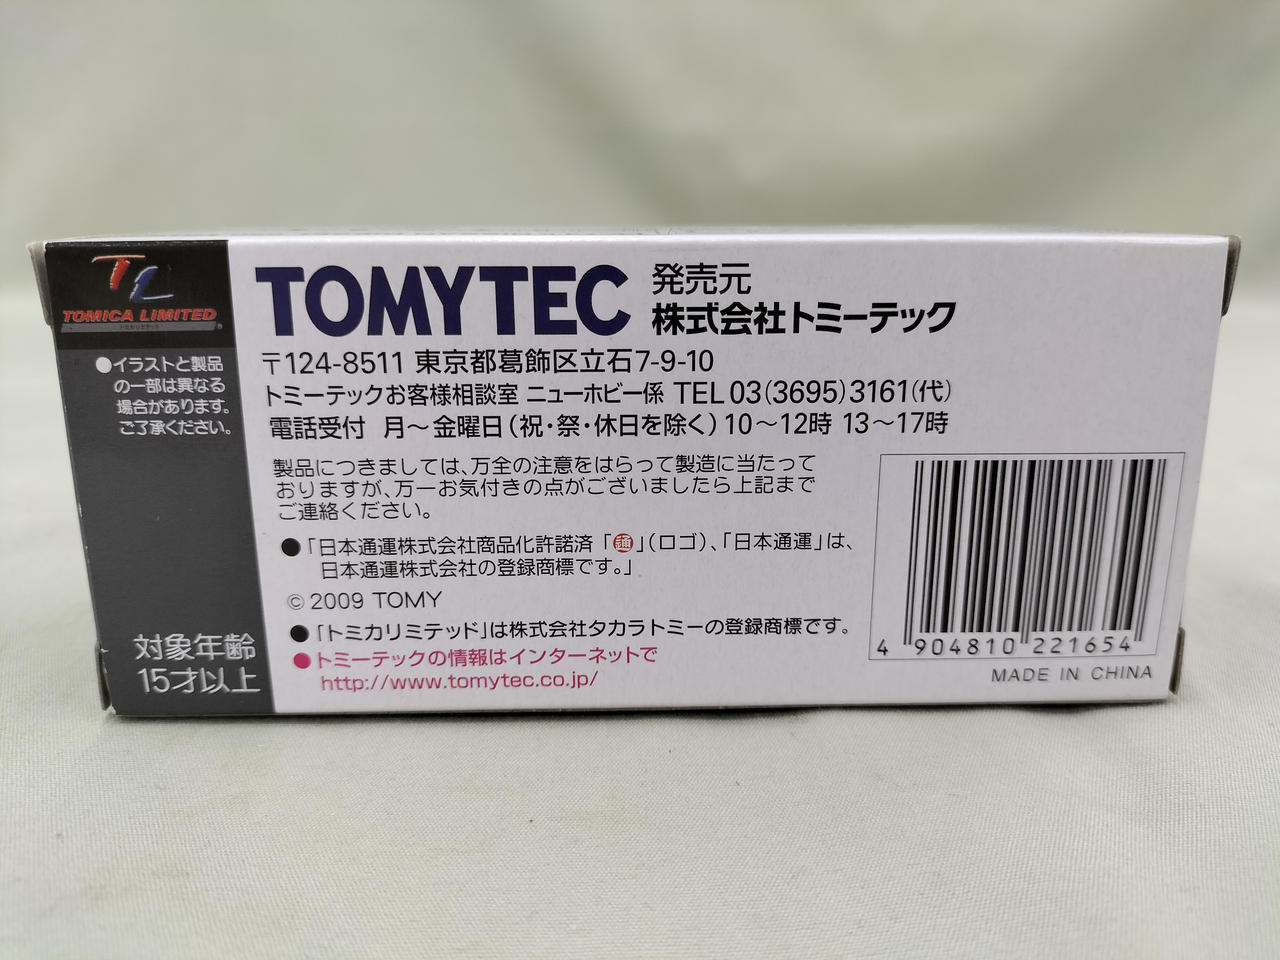 TL
TOMICA LIMITED
トミカリミテッド
●イラストと製品
の一部は異なる
場合があります。
ご了承ください。
対象年齢
15才以上
TOMYTEC
発売元
株式会社トミーテック
〒124-8511 東京都葛飾区立石7-9-10
トミーテックお客様相談室 ニューホビー係 TEL 03(3695)3161(代)
電話受付 月〜金曜日(祝・祭・休日を除く)10〜12時 13〜17時
製品につきましては、万全の注意をはらって製造に当たって
おりますが、万一お気付きの点がございましたら上記まで
ご連絡ください。
●「日本通運株式会社商品化許諾済「通」(ロゴ)、「日本通運」は、
日本通運株式会社の登録商標です。」
© 2009 TOMY
●「トミカリミテッド」は株式会社タカラトミーの登録商標です。
●トミーテックの情報はインターネットで
http://www.tomytec.co.jp/
4 904810 221654
MADE IN CHINA